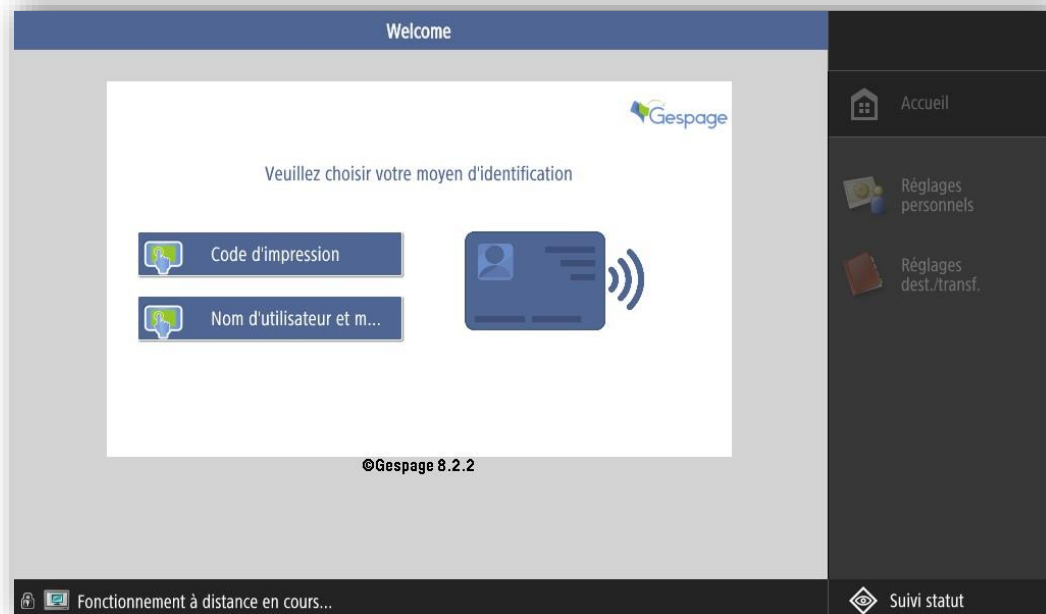 Welcome
Gespage
Veuillez choisir votre moyen d'identification
Code d'impression
Nom d'utilisateur et m...
©Gespage 8.2.2
Accueil
Réglages
personnels
Réglages
dest./transf.
Fonctionnement à distance en cours...
Suivi statut